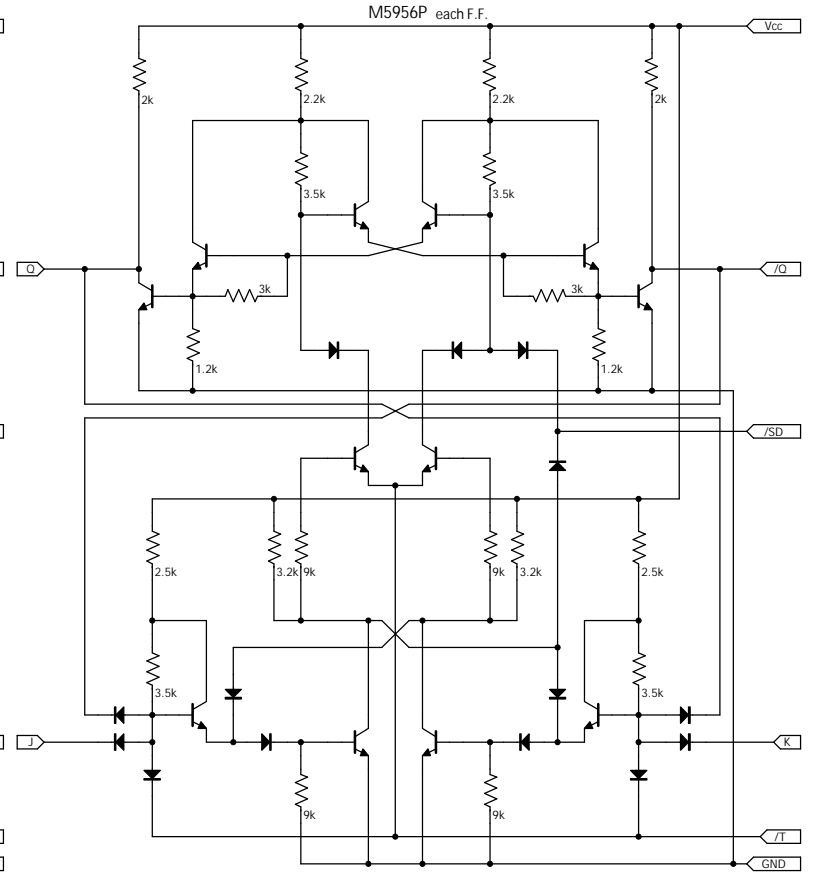 M5956P each F.F.
Vcc
2k
2.2k
2.2k
2k
3.5k
3.5k
Q
/Q
3k
3k
1.2k
1.2k
/SD
2.5k
3.2k
9k
9k
3.2k
2.5k
3.5k
3.5k
J
K
9k
9k
/T
GND